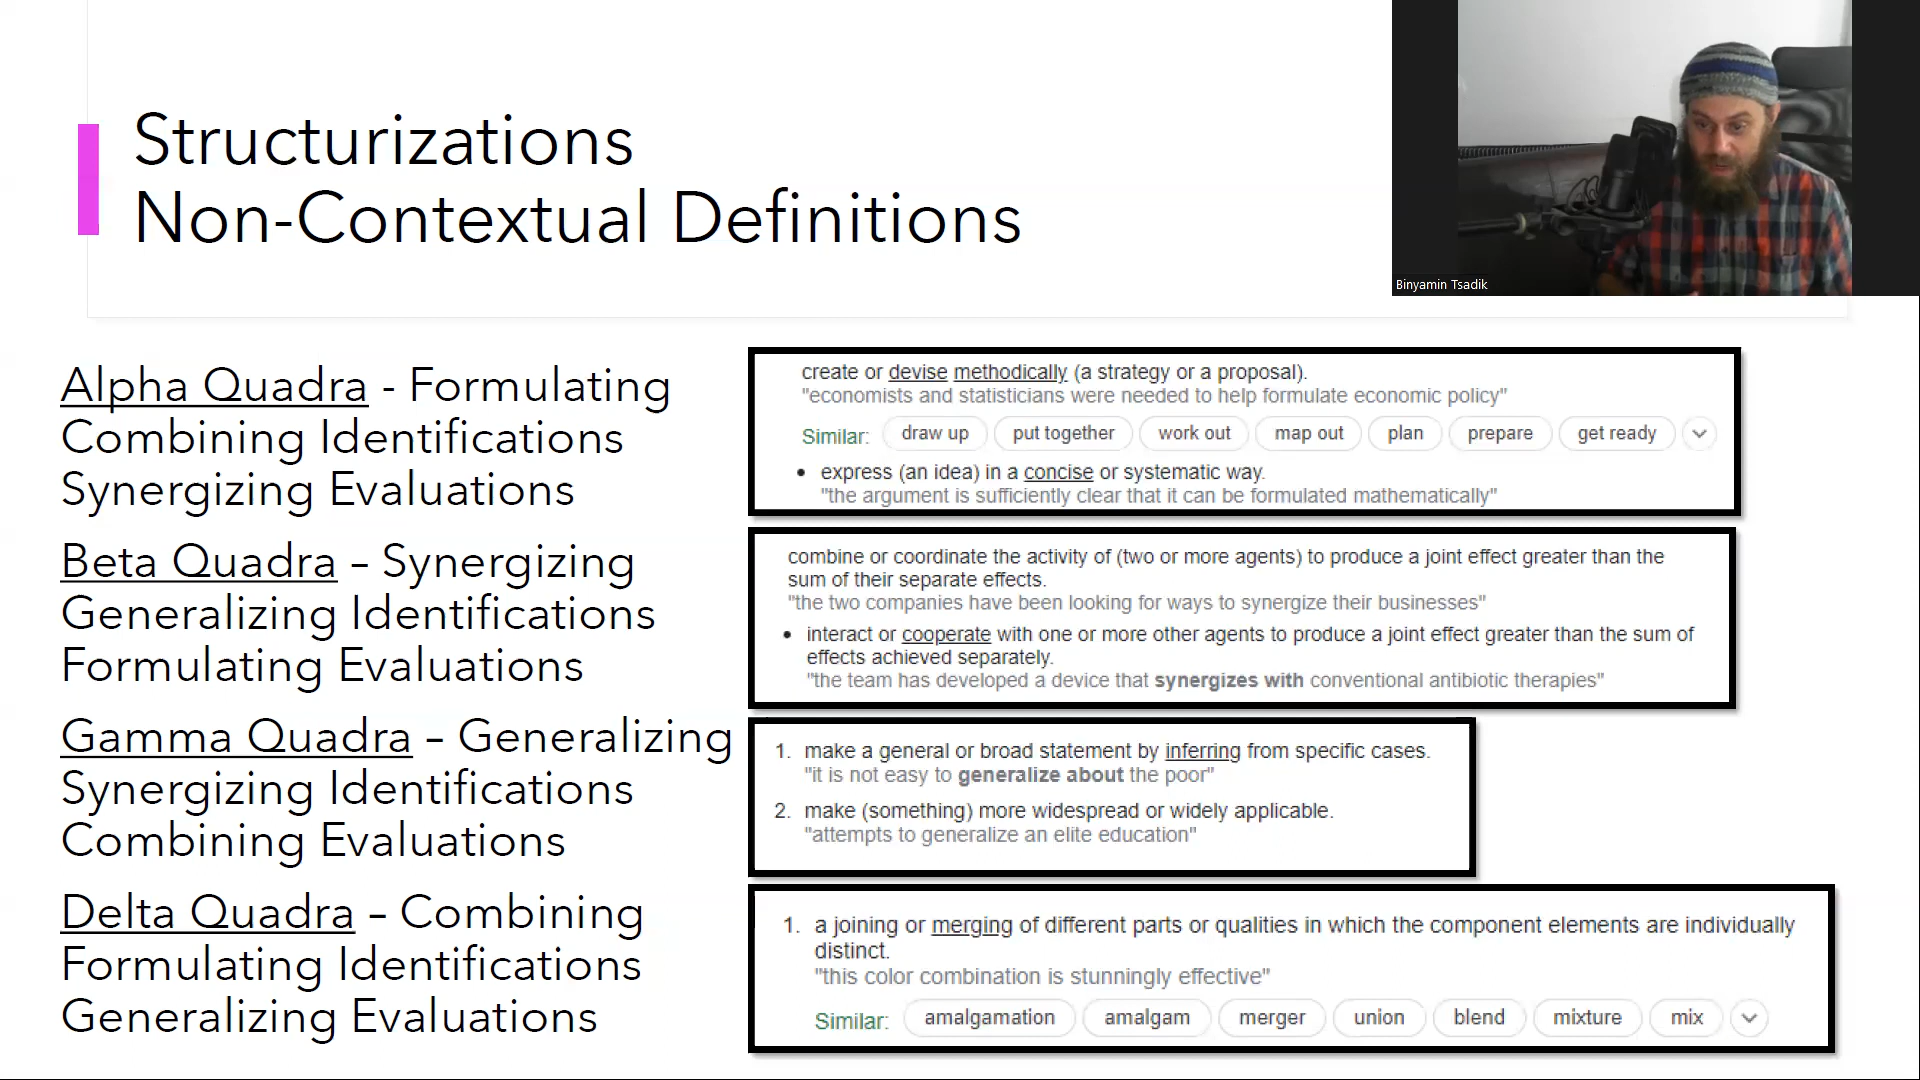 Structurizations
Non-Contextual Definitions
Binyamin Tsadik
Alpha Quadra - Formulating
Combining Identifications
Synergizing Evaluations
create or devise methodically (a strategy or a proposal).
"economists and statisticians were needed to help formulate economic policy"
Similar: draw up put together work out map out plan prepare get ready
• express (an idea) in a concise or systematic way.
"the argument is sufficiently clear that it can be formulated mathematically"
Beta Quadra – Synergizing
Generalizing Identifications
Formulating Evaluations
combine or coordinate the activity of (two or more agents) to produce a joint effect greater than the
sum of their separate effects.
"the two companies have been looking for ways to synergize their businesses"
• interact or cooperate with one or more other agents to produce a joint effect greater than the sum of
effects achieved separately.
"the team has developed a device that synergizes with conventional antibiotic therapies"
Gamma Quadra – Generalizing
Synergizing Identifications
Combining Evaluations
1. make a general or broad statement by inferring from specific cases.
"it is not easy to generalize about the poor"
2. make (something) more widespread or widely applicable.
"attempts to generalize an elite education"
Delta Quadra – Combining
Formulating Identifications
Generalizing Evaluations
1. a joining or merging of different parts or qualities in which the component elements are individually
distinct.
"this color combination is stunningly effective"
Similar: amalgamation amalgam merger union blend mixture mix